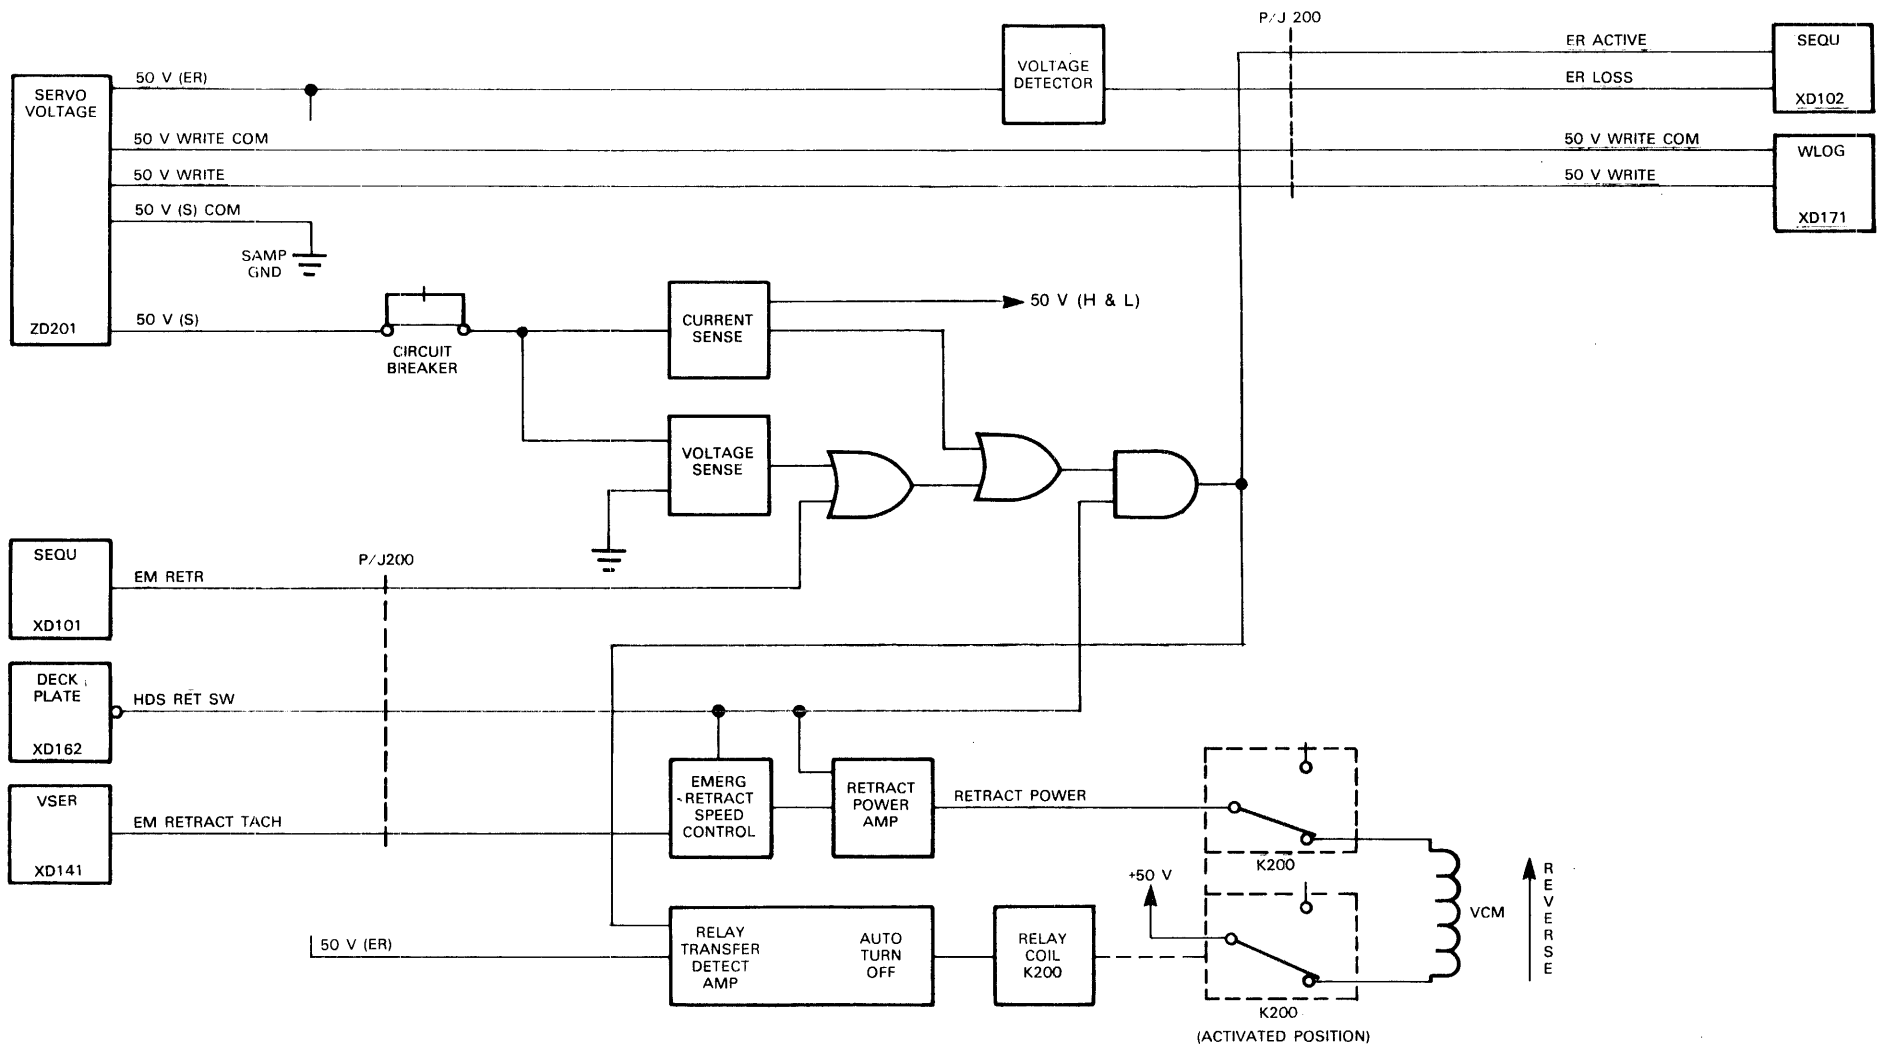 P/J 200
ER ACTIVE
SEQU
50 V (ER)
VOLTAGE
DETECTOR
ER LOSS
XD102
SERVO
VOLTAGE
50 V WRITE COM
50 V WRITE COM
WLOG
50 V WRITE
50 V WRITE
XD171
50 V (S) COM
SAMP
GND
50 V (S)
ZD201
CIRCUIT
BREAKER
CURRENT
SENSE
50 V (H & L)
VOLTAGE
SENSE
SEQU
P/J200
EM RETR
XD101
DECK
PLATE
HDS RET SW
XD162
VSER
EM RETRACT TACH
XD141
EMERG
RETRACT
SPEED
CONTROL
RETRACT
POWER
AMP
RETRACT POWER
K200
+50 V
VCM
REVERSE
50 V (ER)
RELAY
TRANSFER
DETECT
AMP
AUTO
TURN
OFF
RELAY
COIL
K200
K200
(ACTIVATED POSITION)